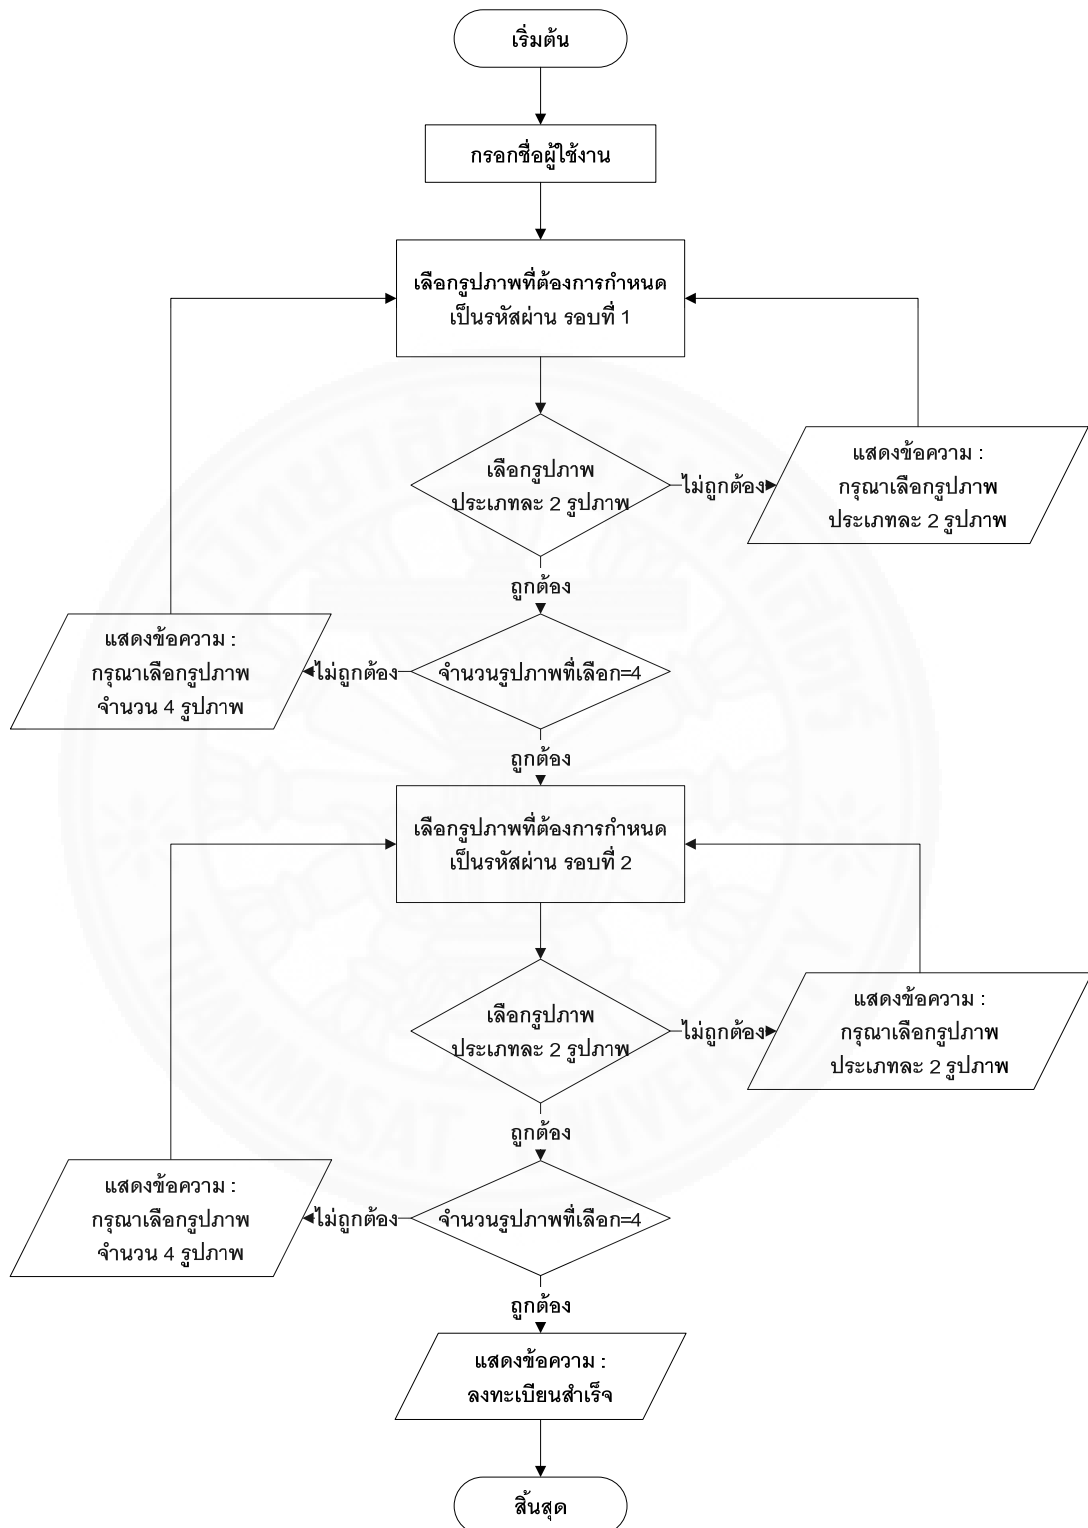 เริ่มต้น
กรอกชื่อผู้ใช้งาน
เลือกรูปภาพที่ต้องการกำหนด
เป็นรหัสผ่าน รอบที่ 1
เลือกรูปภาพ
ประเภทละ 2 รูปภาพ
ไม่ถูกต้อง
แสดงข้อความ :
กรุณาเลือกรูปภาพ
ประเภทละ 2 รูปภาพ
ถูกต้อง
จำนวนรูปภาพที่เลือก=4
ไม่ถูกต้อง
แสดงข้อความ :
กรุณาเลือกรูปภาพ
จำนวน 4 รูปภาพ
ถูกต้อง
เลือกรูปภาพที่ต้องการกำหนด
เป็นรหัสผ่าน รอบที่ 2
เลือกรูปภาพ
ประเภทละ 2 รูปภาพ
ไม่ถูกต้อง
แสดงข้อความ :
กรุณาเลือกรูปภาพ
ประเภทละ 2 รูปภาพ
ถูกต้อง
จำนวนรูปภาพที่เลือก=4
ไม่ถูกต้อง
แสดงข้อความ :
กรุณาเลือกรูปภาพ
จำนวน 4 รูปภาพ
ถูกต้อง
แสดงข้อความ :
ลงทะเบียนสำเร็จ
สิ้นสุด
มหาวิทยาลัยธรรมศาสตร์
THAMMASAT UNIVERSITY